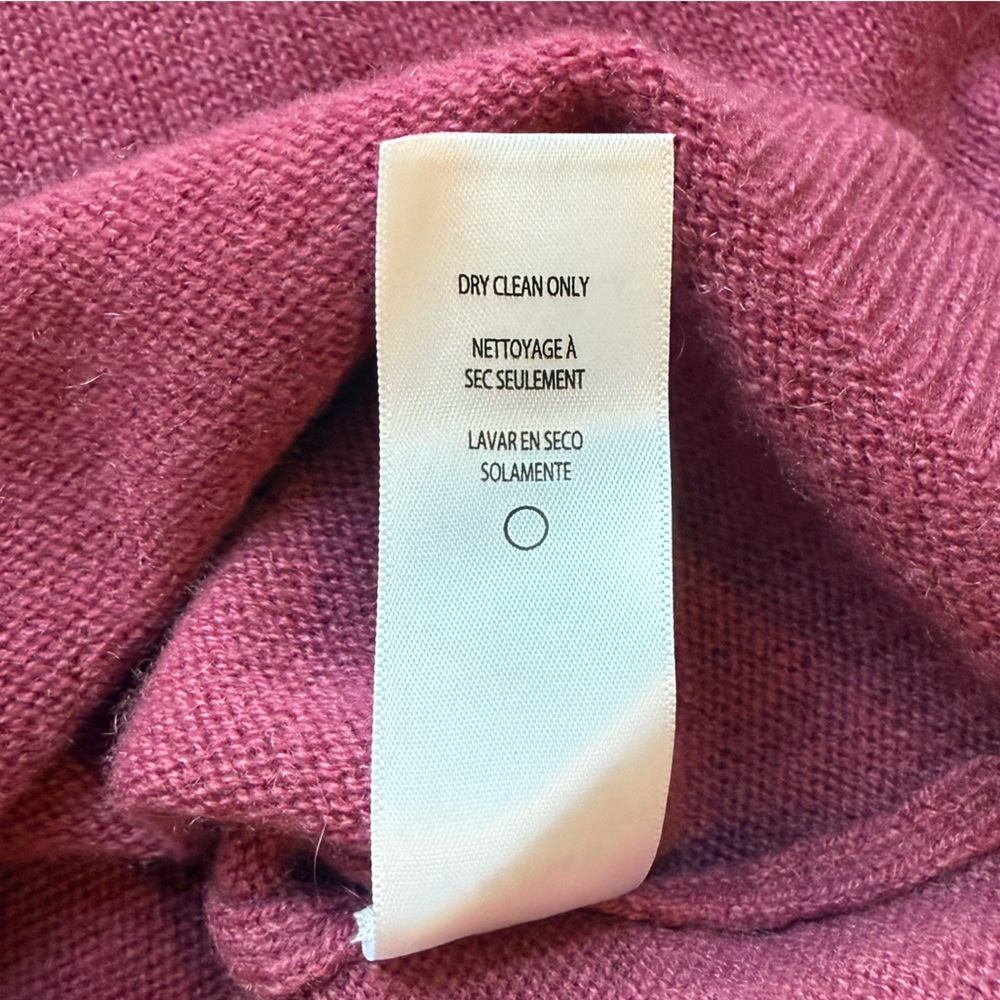 DRY CLEAN ONLY
NETTOYAGE À
SEC SEULEMENT
LAVAR EN SECO
SOLAMENTE